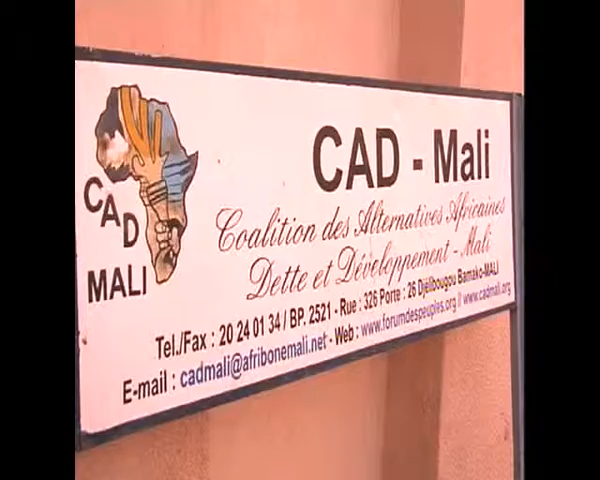 CAD - Mali
Coalition des Alternatives Africaines
Dette et Développement - Mali
CAD
MALI
Tel./Fax : 20 24 01 34 / BP. 2521 - Rue : 326 Porte : 26 Djélibougou Bamako-MALI
E-mail : cadmali@afribonemali.net - Web : www.forumdespeuples.org // www.cadmali.org